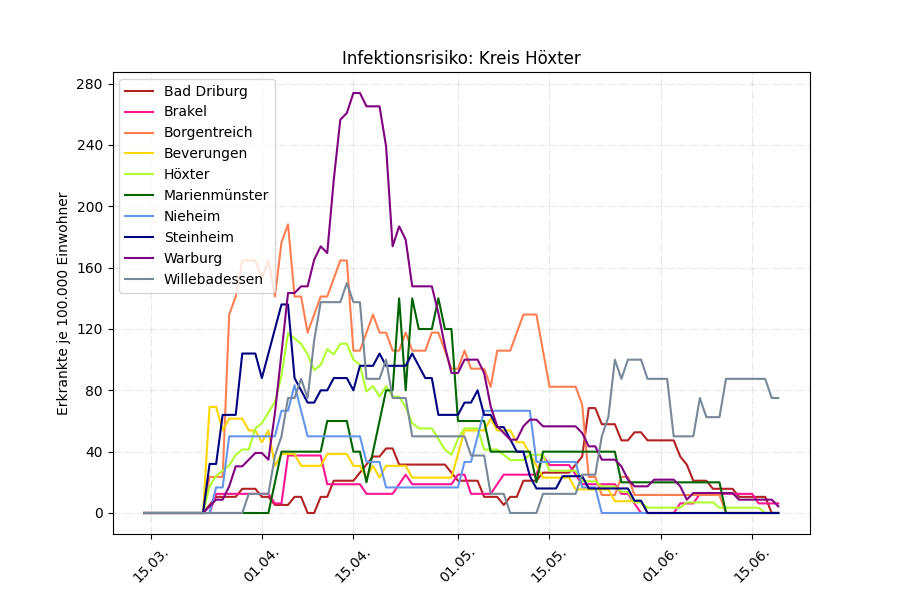 Infektionsrisiko: Kreis Höxter
Erkrankte je 100.000 Einwohner
280
240
200
160
120
80
40
0
Bad Driburg
Brakel
Borgentreich
Beverungen
Höxter
Marienmünster
Nieheim
Steinheim
Warburg
Willebadessen
15.03.
01.04.
15.04.
01.05.
15.05.
01.06.
15.06.